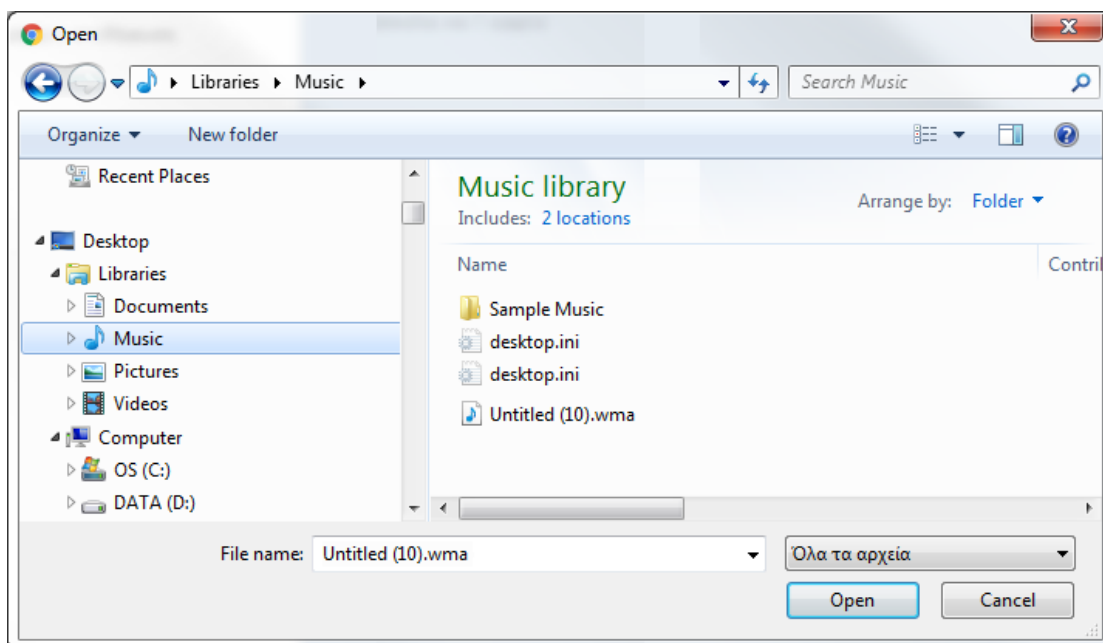 Open
Libraries Music
Search Music
Organize New folder
Recent Places
Desktop
Libraries
Documents
Music
Pictures
Videos
Computer
OS (C:)
DATA (D:)
Music library
Includes: 2 locations
Arrange by: Folder
Name
Contril
Sample Music
desktop.ini
desktop.ini
Untitled (10).wma
File name: Untitled (10).wma
Όλα τα αρχεία
Open Cancel